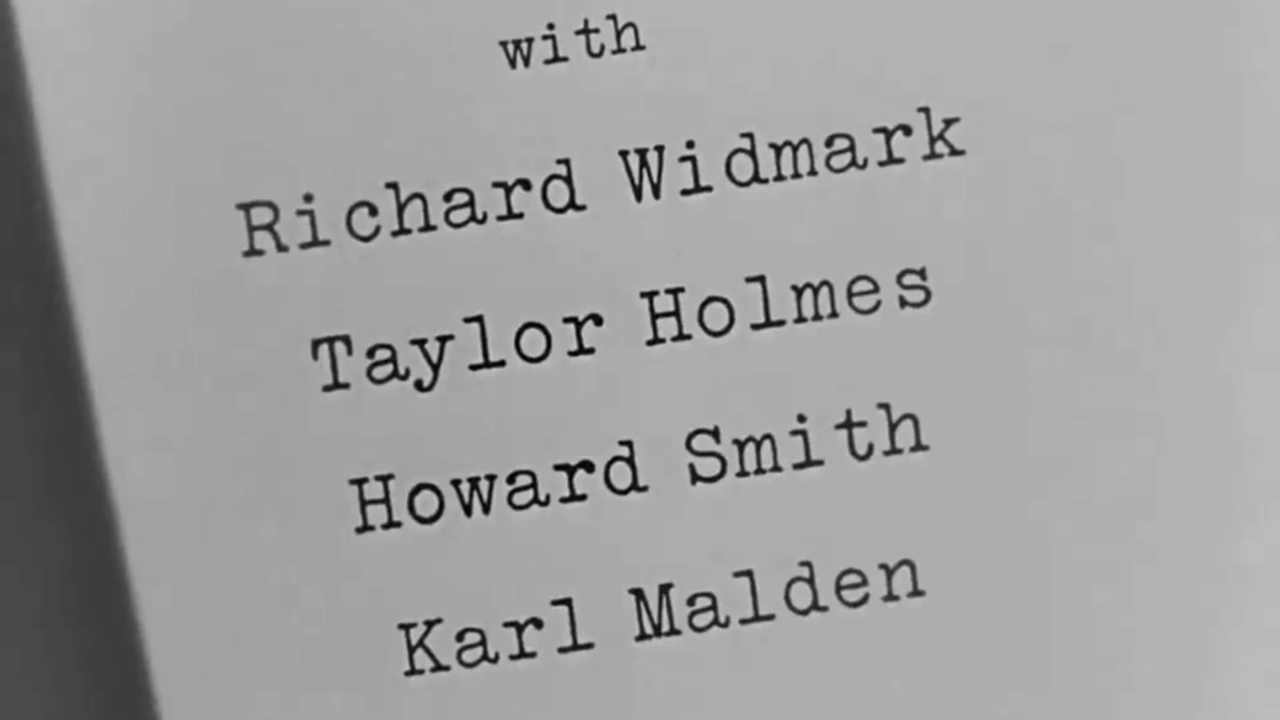 with
Richard Widmark
Taylor Holmes
Howard Smith
Karl Malden